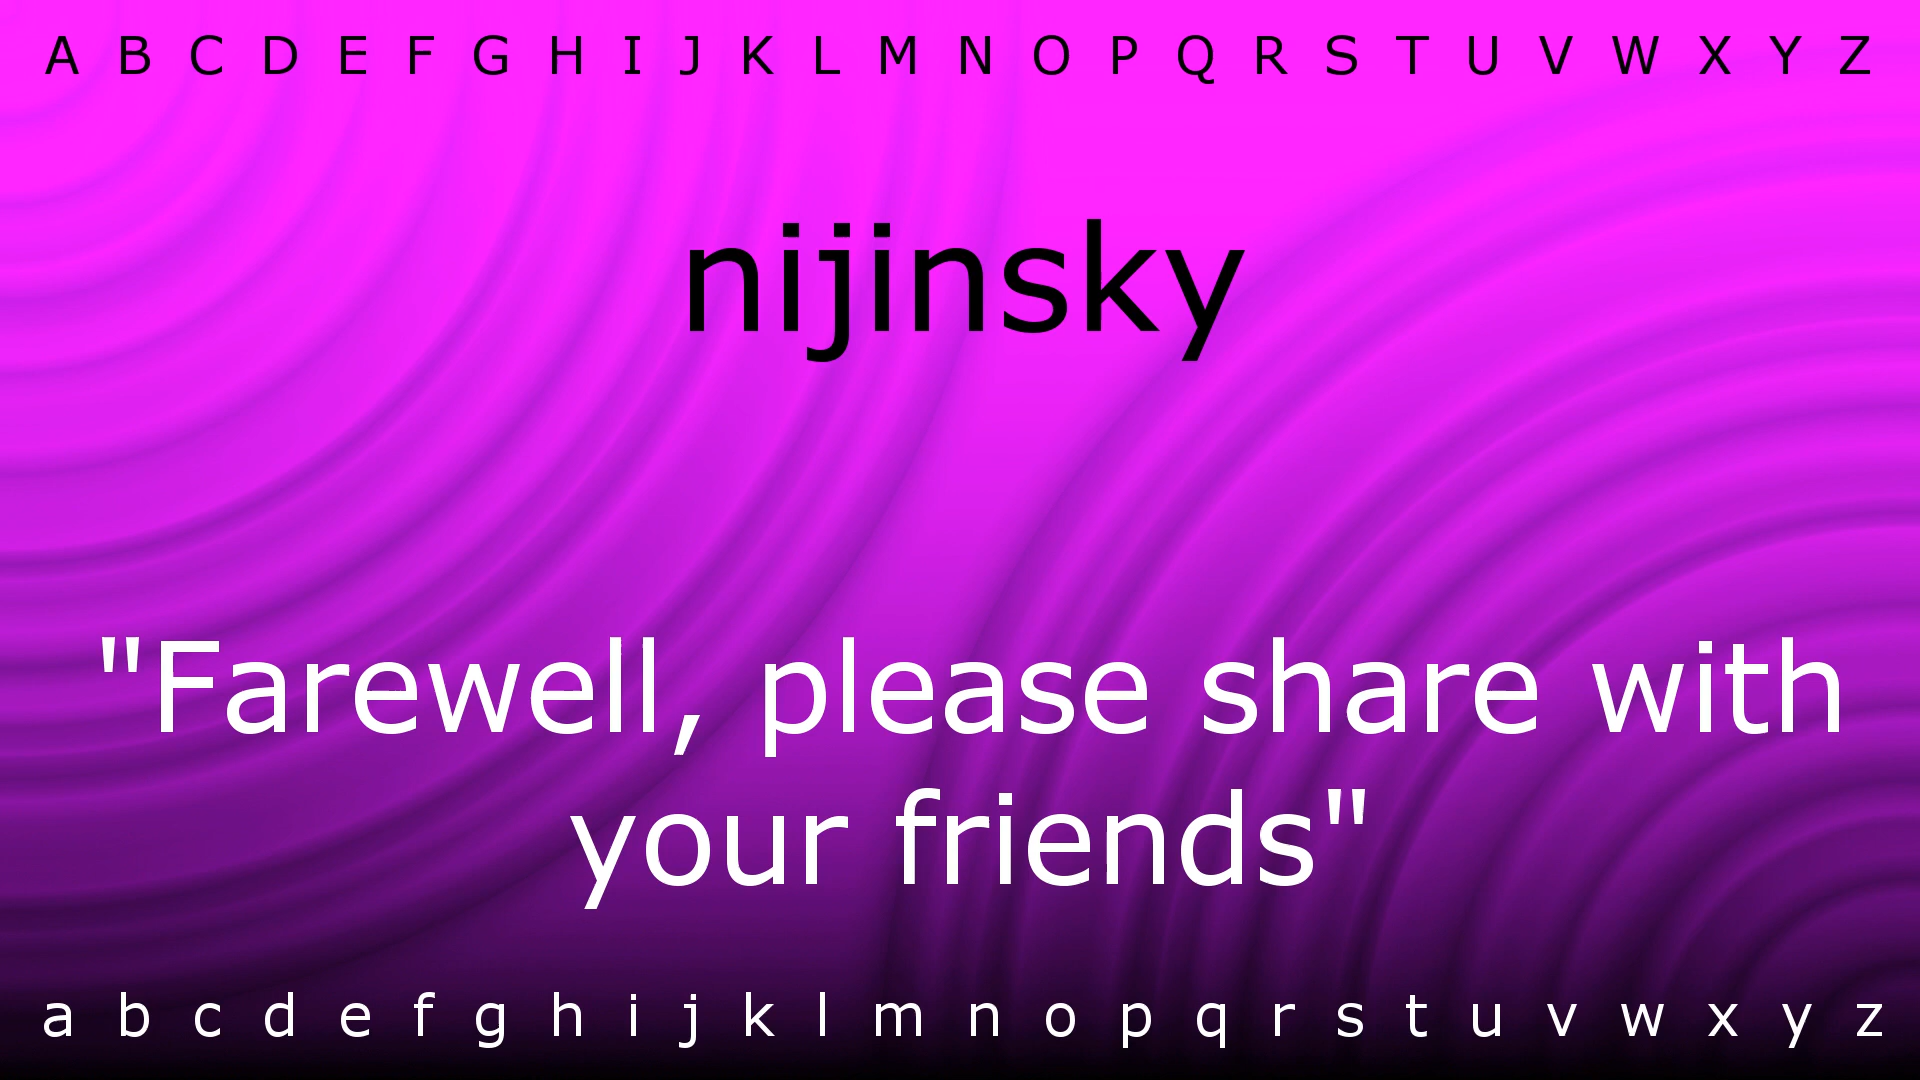 A B C D E F G H I J K L M N O P Q R S T U V W X Y Z
nijinsky
"Farewell, please share with
your friends"
a b c d e f g h i j k l m n o p q r s t u v w x y z